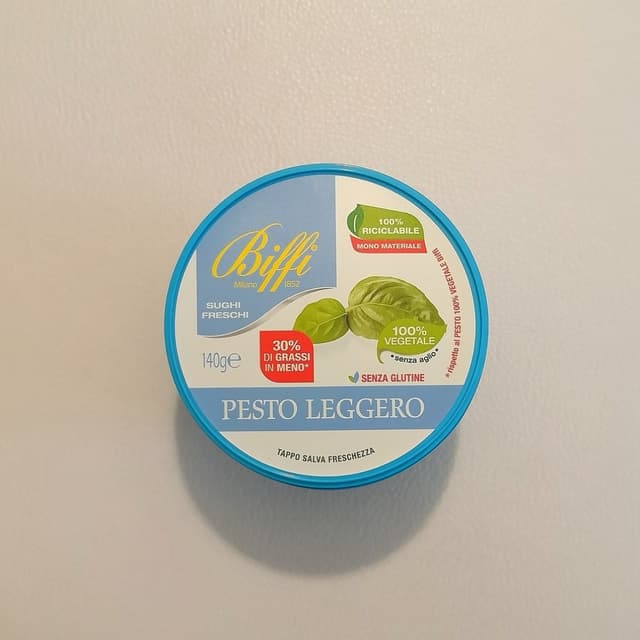 Biffi
Milano 1852
SUGHI
FRESCHI
100%
RICICLABILE
MONO MATERIALE
140g℮
30%
DI GRASSI
IN MENO*
100%
VEGETALE
•senza aglio•
* rispetto al PESTO 100% VEGETALE Biffi
SENZA GLUTINE
PESTO LEGGERO
TAPPO SALVA FRESCHEZZA